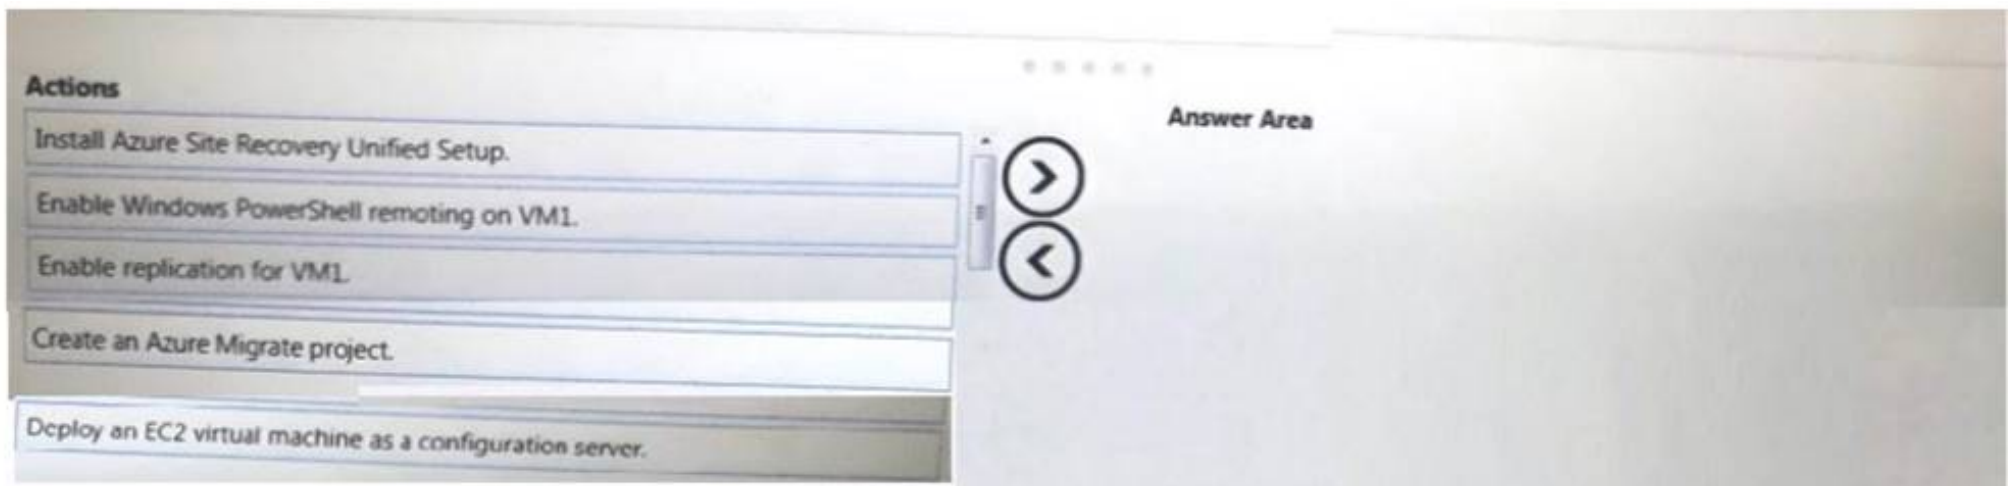 Actions
Answer Area
Install Azure Site Recovery Unified Setup.
Enable Windows PowerShell remoting on VM1.
Enable replication for VM1.
Create an Azure Migrate project.
Deploy an EC2 virtual machine as a configuration server.